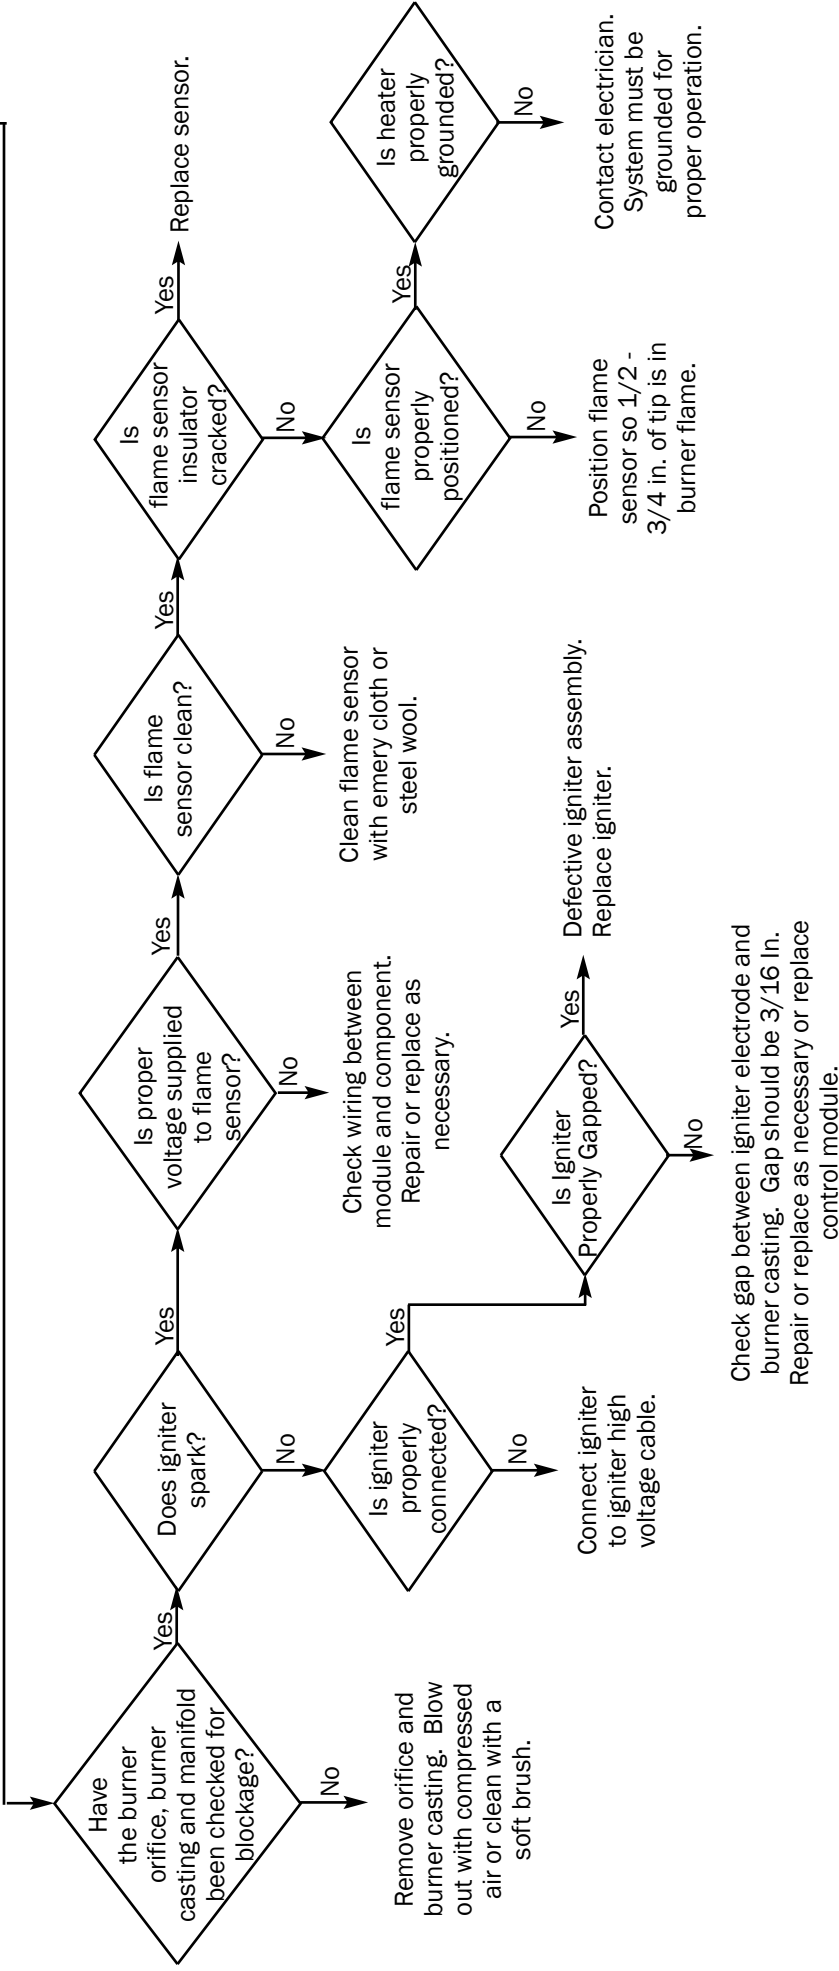 Have
the burner
orifice, burner
casting and manifold
been checked for
blockage?
Yes
No
Remove orifice and
burner casting.  Blow
out with compressed
air or clean with a
soft brush.
Does igniter
spark?
Yes
No
Is igniter
properly
connected?
Yes
No
Connect igniter
to igniter high
voltage cable.
Is Igniter
Properly Gapped?
Yes
Defective igniter assembly.
Replace igniter.
No
Check gap between igniter electrode and
burner casting.  Gap should be 3/16 In.
Repair or replace as necessary or replace
control module.
Is proper
voltage supplied
to flame
sensor?
Yes
No
Check wiring between
module and component.
Repair or replace as
necessary.
Is flame
sensor clean?
Yes
No
Clean flame sensor
with emery cloth or
steel wool.
Is
flame sensor
insulator
cracked?
Yes
Replace sensor.
No
Is
flame sensor
properly
positioned?
Yes
No
Position flame
sensor so 1/2 -
3/4 in. of tip is in
burner flame.
Is heater
properly
grounded?
No
Contact electrician.
System must be
grounded for
proper operation.